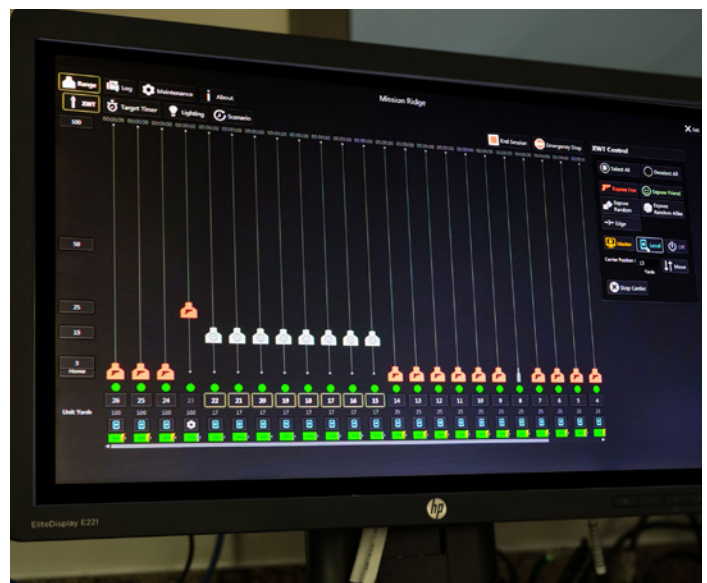 Range Log Maintenance About
Mission Ridge
XWT Target Timer Lighting Scenario
End Session Emergency Stop
XWT Control
Select All Deselect All
Expose Foe Expose Friend
Expose Random Expose Random Allies
Edge
Master Local Off
Carrier Position: 15 Yards Move
Stop Carrier
100
50
25
15
3
Home
26 25 24 23 22 21 20 19 18 17 16 15 14 13 12 11 10 9 8 7 6 5 4
Unit Yards 100 100 100 100 17 17 17 17 17 17 17 17 25 25 25 25 25 25 25 25 25 25 25
hp
EliteDisplay E221